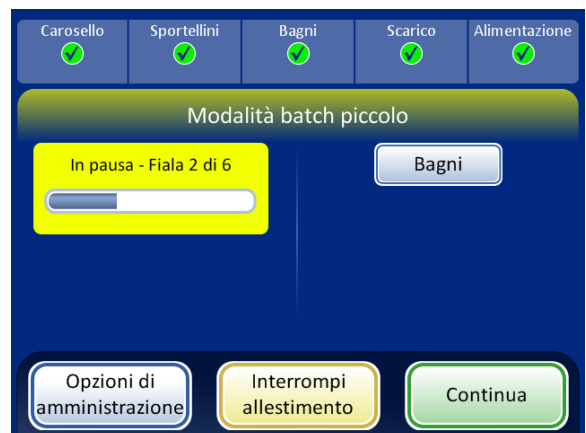 Carosello
Sportellini
Bagni
Scarico
Alimentazione
Modalità batch piccolo
In pausa - Fiala 2 di 6
Bagni
Opzioni di
amministrazione
Interrompi
allestimento
Continua